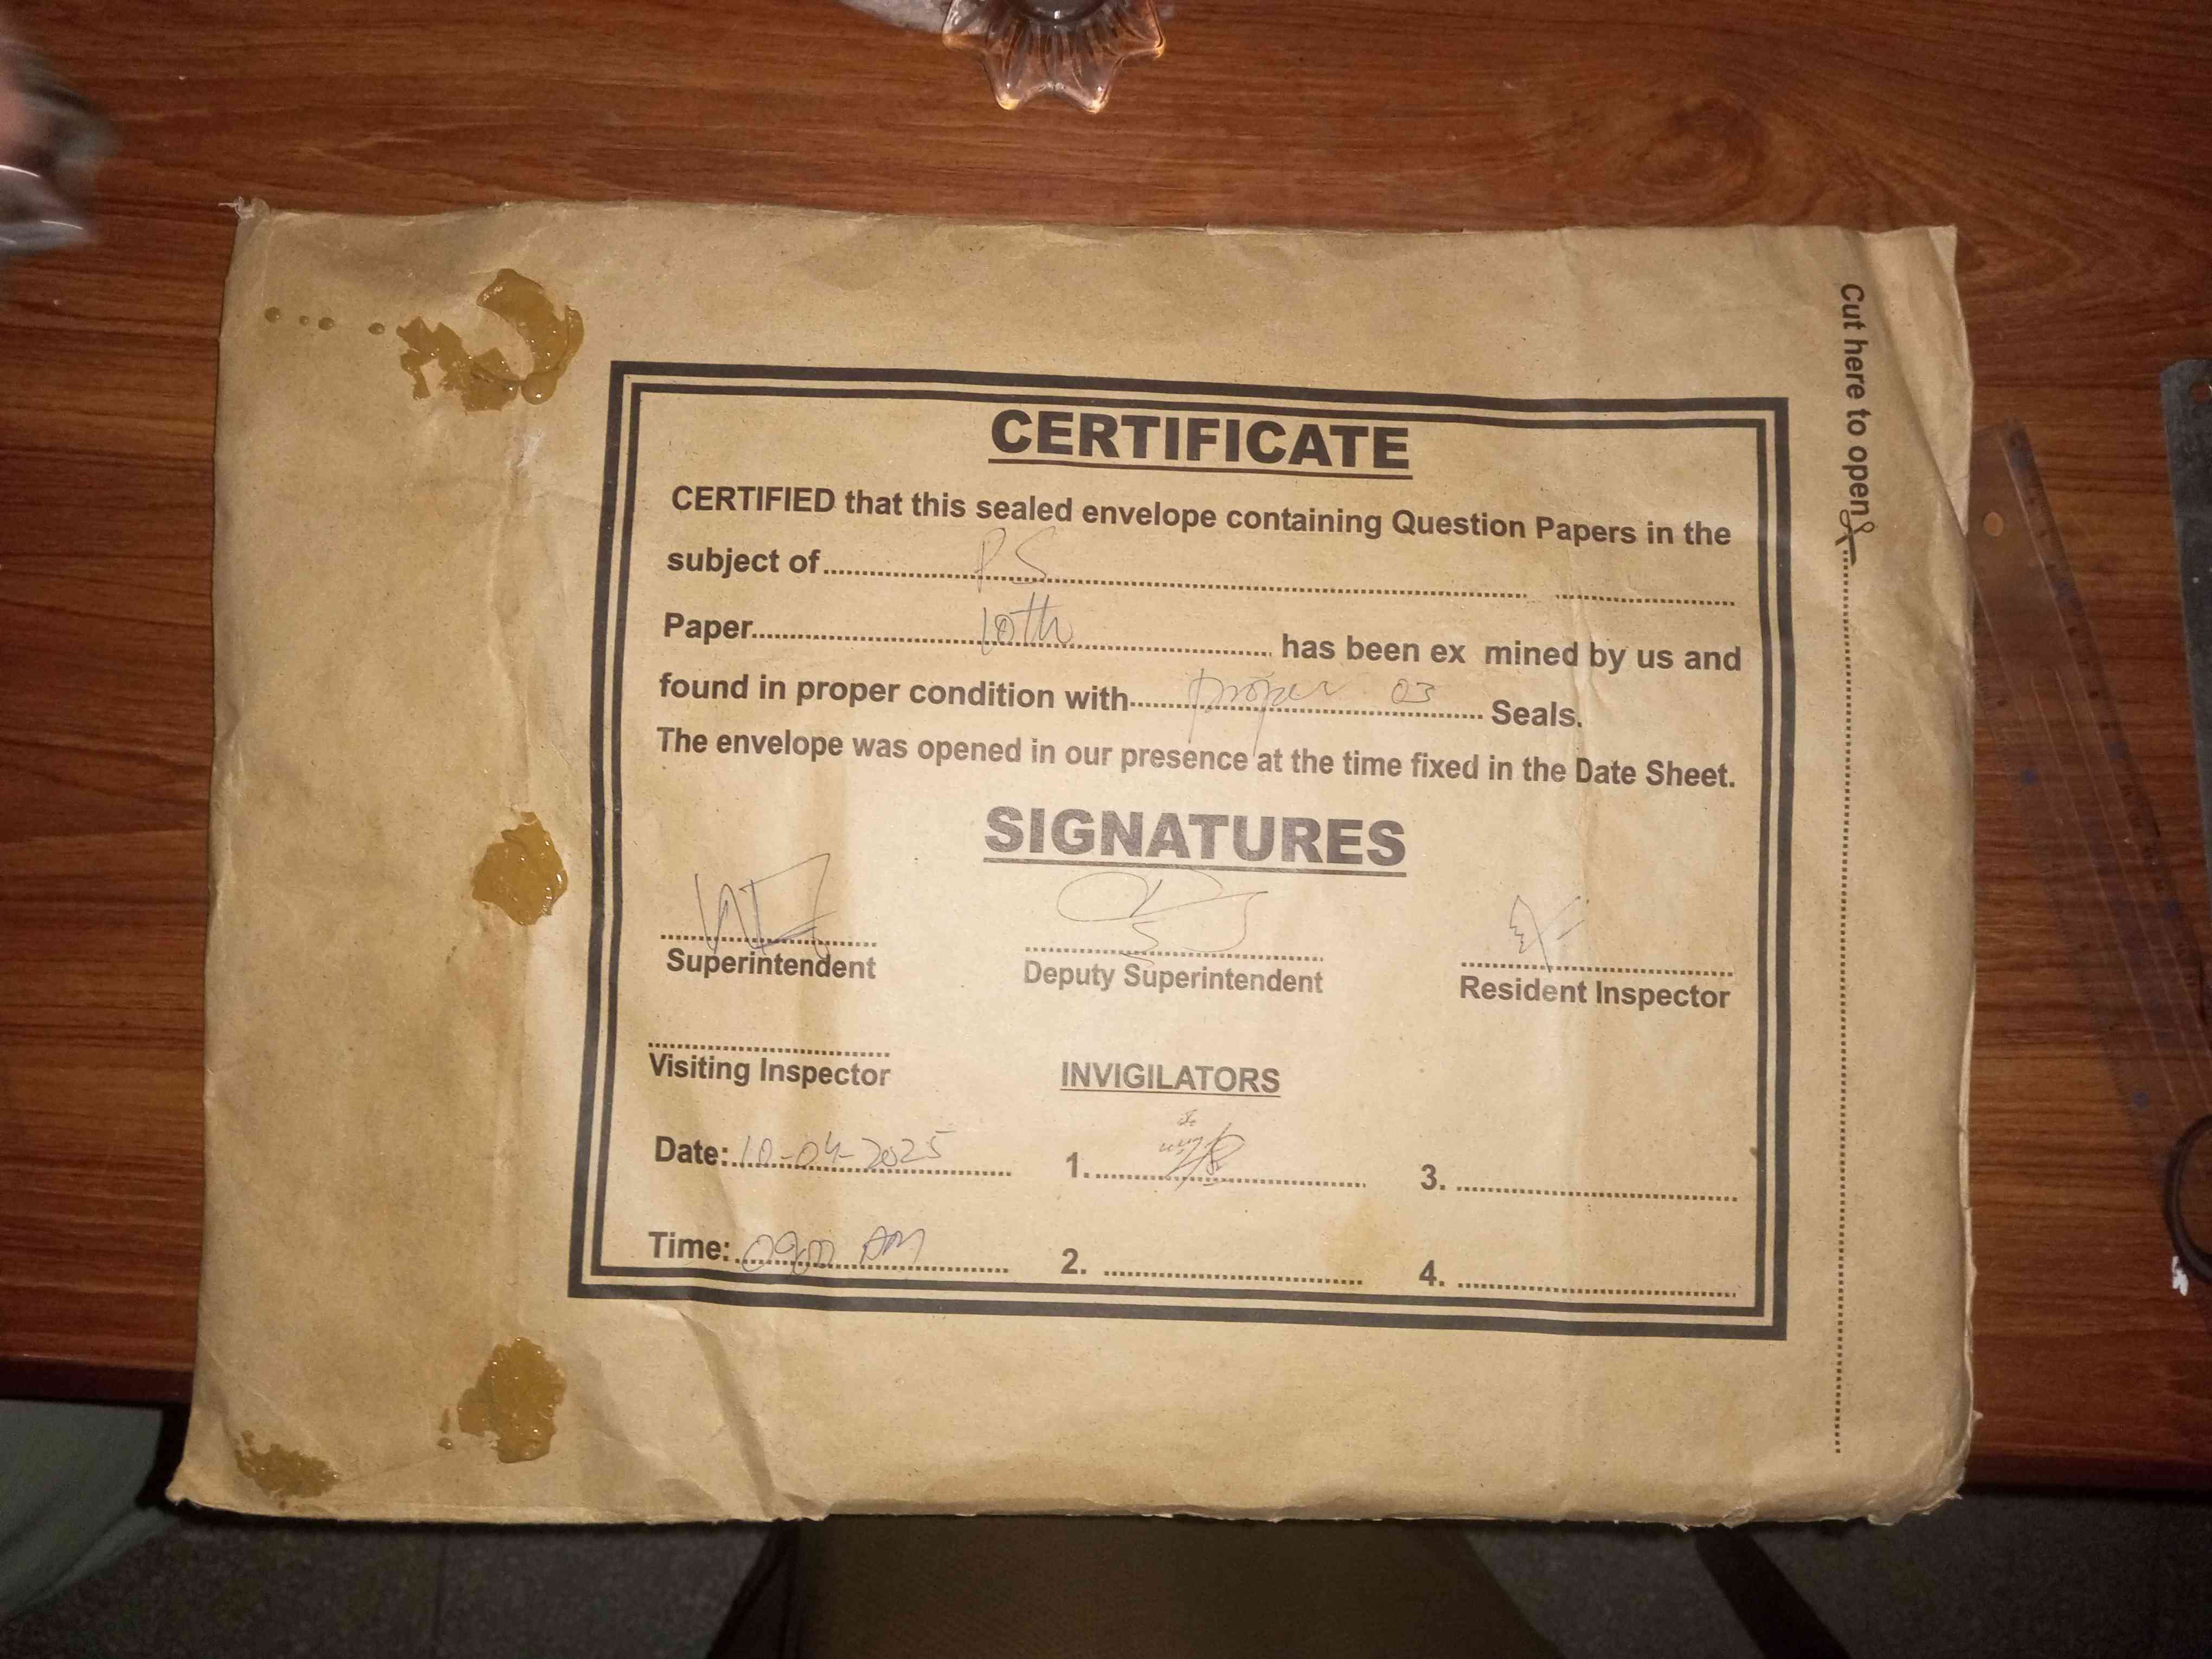 Cut here to open
CERTIFICATE
CERTIFIED that this sealed envelope containing Question Papers in the
subject of PS
Paper 10th has been ex mined by us and
found in proper condition with proper 03 Seals.
The envelope was opened in our presence at the time fixed in the Date Sheet.
SIGNATURES
Superintendent Deputy Superintendent Resident Inspector
Visiting Inspector INVIGILATORS
Date: 10-04-2025 1. 3.
Time: 0900 AM 2. 4.